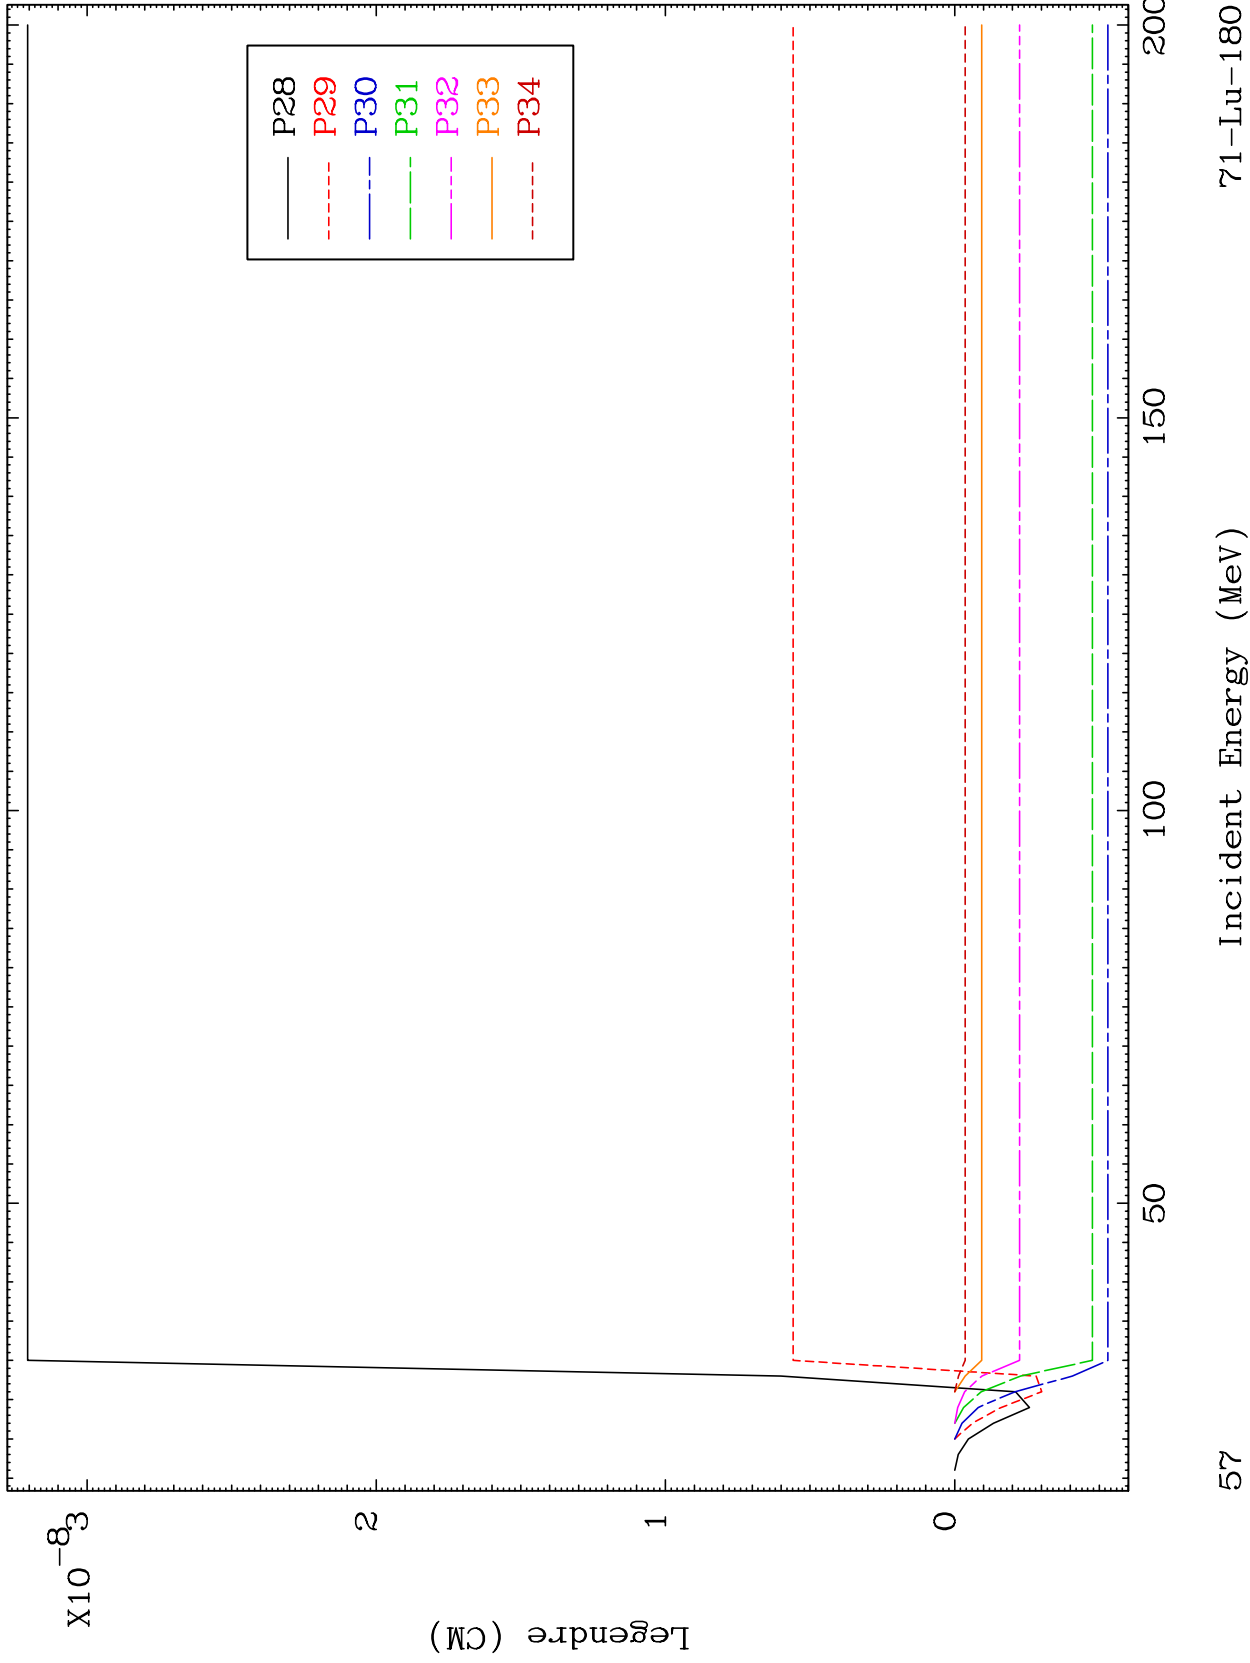 X10-8
3
2
1
0
Legendre (CM)
P28
P29
P30
P31
P32
P33
P34
50
100
150
200
57
Incident Energy (MeV)
71-Lu-180